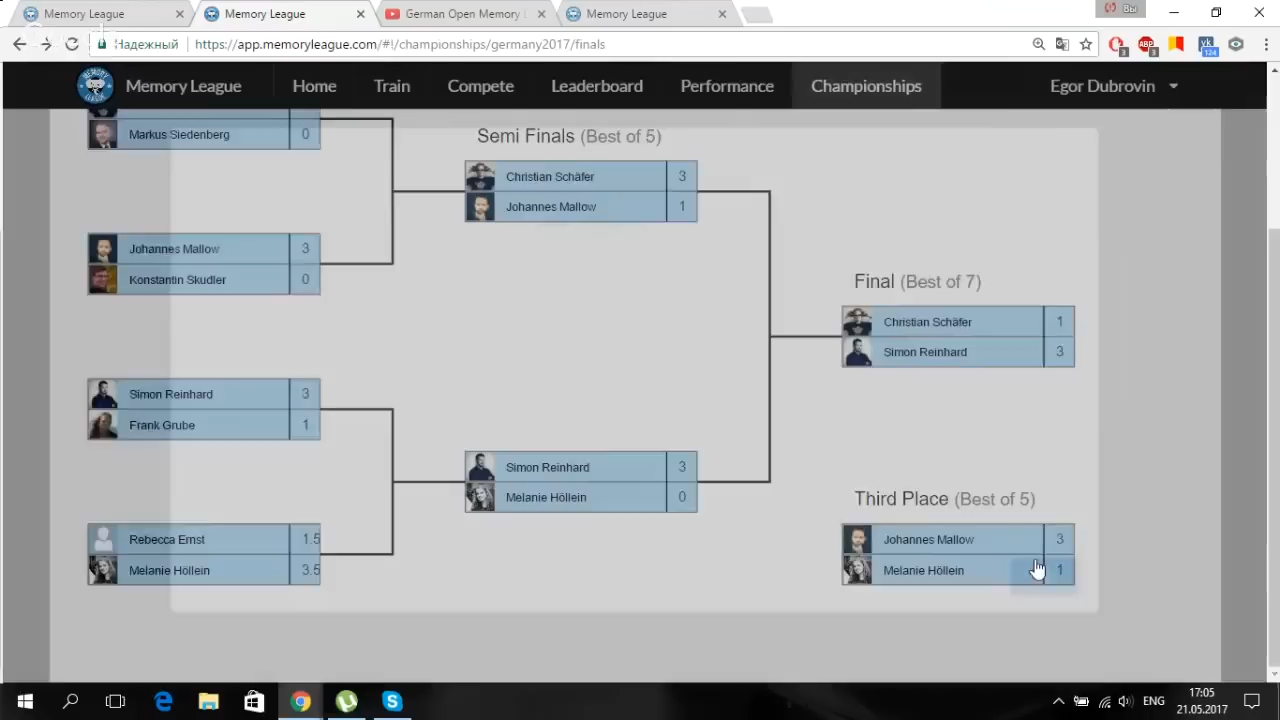 Memory League
Memory League
German Open Memory
Memory League
Вы
Надежный
https://app.memoryleague.com/#!/championships/germany2017/finals
3
3
124
Memory League
Home
Train
Compete
Leaderboard
Performance
Championships
Egor Dubrovin
Markus Siedenberg 0
Johannes Mallow 3
Konstantin Skudler 0
Simon Reinhard 3
Frank Grube 1
Rebecca Ernst 1.5
Melanie Höllein 3.5
Semi Finals (Best of 5)
Christian Schäfer 3
Johannes Mallow 1
Simon Reinhard 3
Melanie Höllein 0
Final (Best of 7)
Christian Schäfer 1
Simon Reinhard 3
Third Place (Best of 5)
Johannes Mallow 3
Melanie Höllein 1
ENG
17:05
21.05.2017